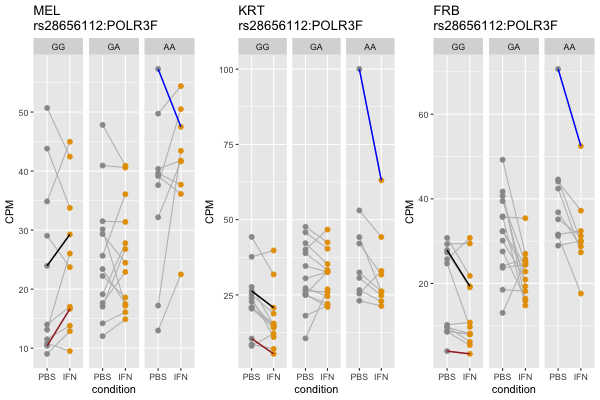 MEL
rs28656112:POLR3F
GG GA AA
CPM
50
40
30
20
10
PBS IFN PBS IFN PBS IFN
condition
KRT
rs28656112:POLR3F
GG GA AA
CPM
100
75
50
25
PBS IFN PBS IFN PBS IFN
condition
FRB
rs28656112:POLR3F
GG GA AA
CPM
60
40
20
PBS IFN PBS IFN PBS IFN
condition